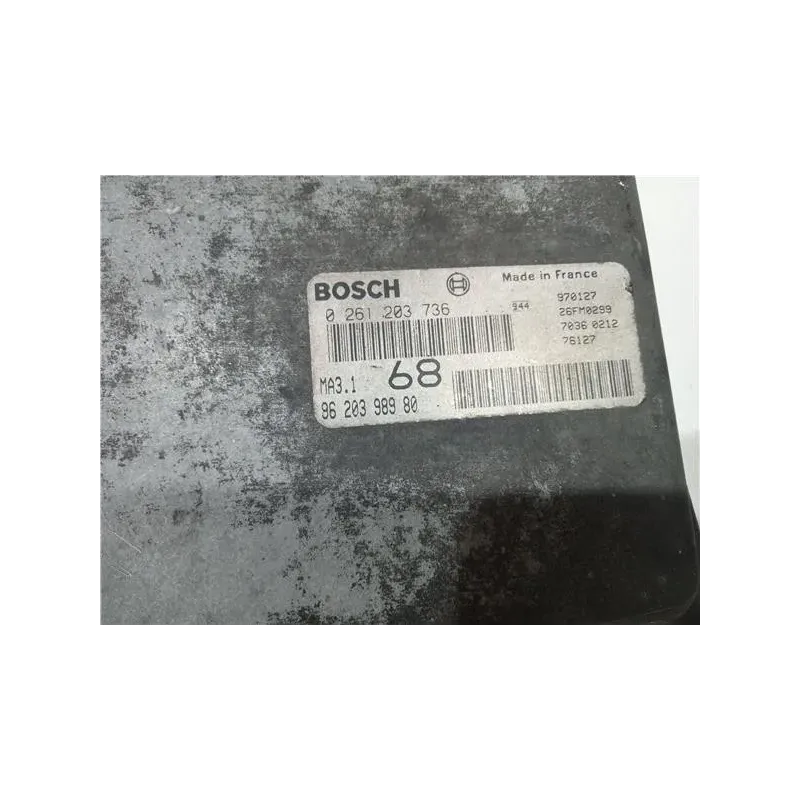 BOSCH Made in France
0 261 203 736 944 970127
26FM0299
7036 0212
76127
MA3.1 68
96 203 989 80